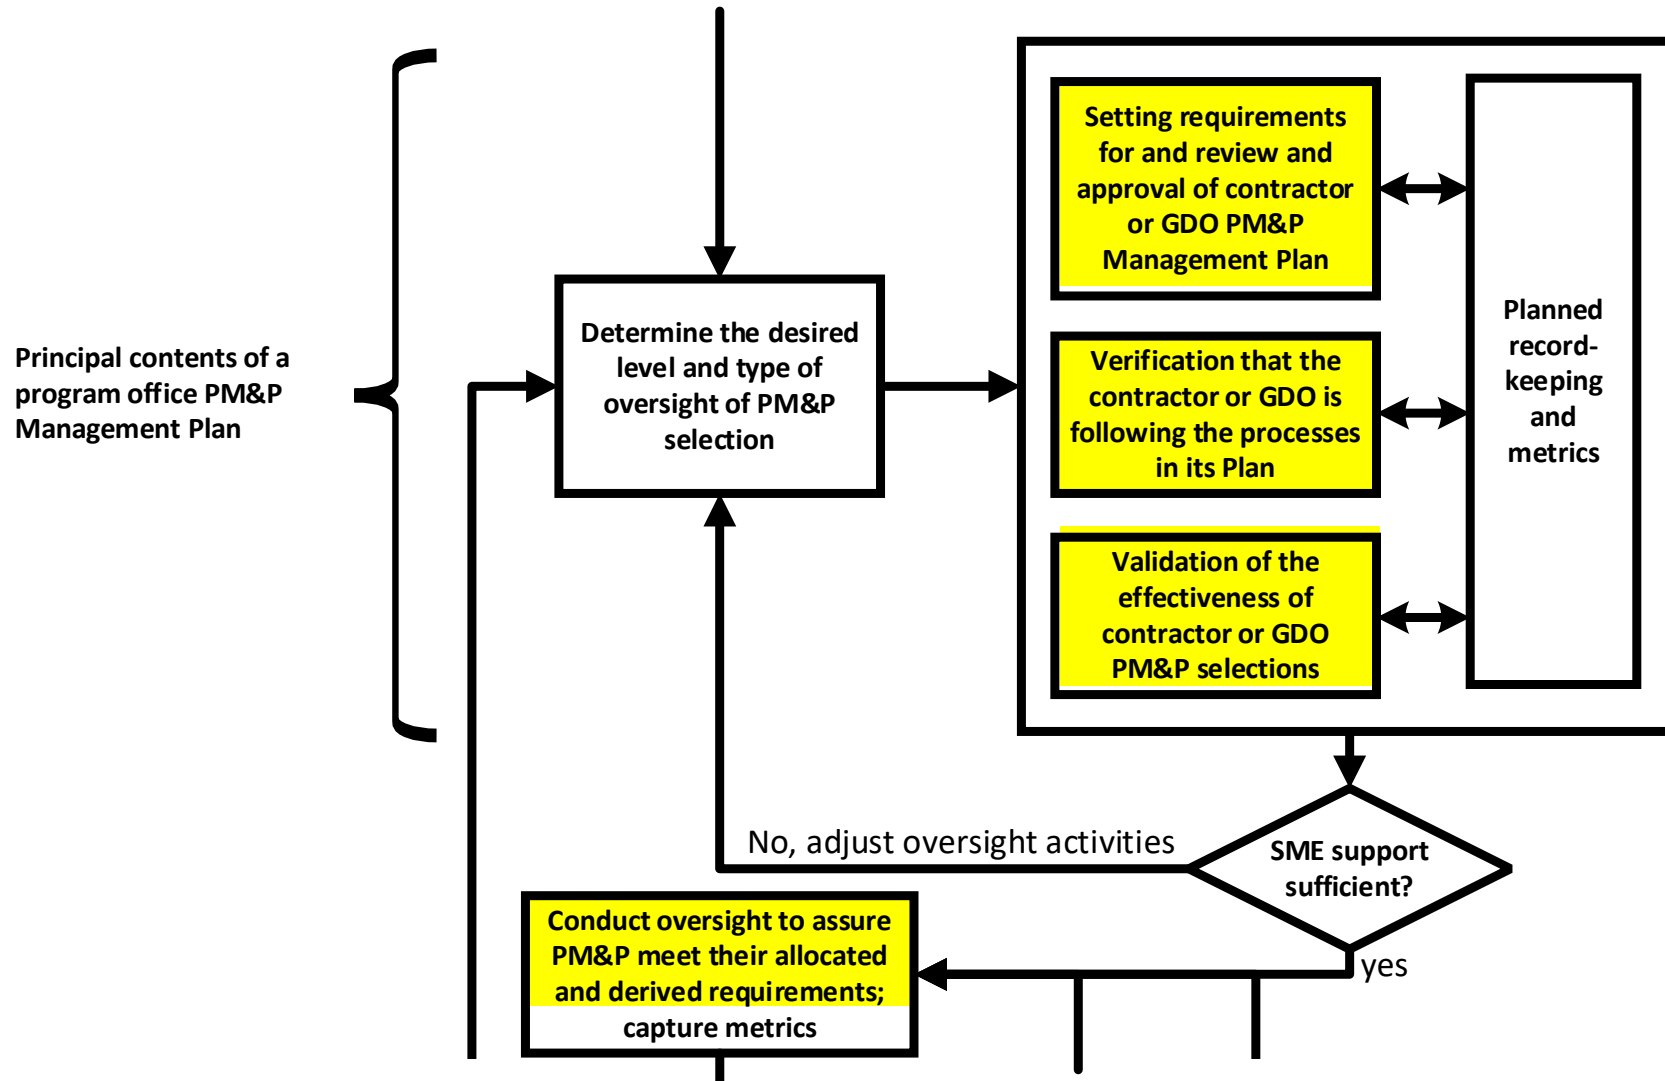 Principal contents of a
program office PM&P
Management Plan
Determine the desired
level and type of
oversight of PM&P
selection
Setting requirements
for and review and
approval of contractor
or GDO PM&P
Management Plan
Verification that the
contractor or GDO is
following the processes
in its Plan
Validation of the
effectiveness of
contractor or GDO
PM&P selections
Planned
record-
keeping
and
metrics
No, adjust oversight activities
SME support
sufficient?
yes
Conduct oversight to assure
PM&P meet their allocated
and derived requirements;
capture metrics